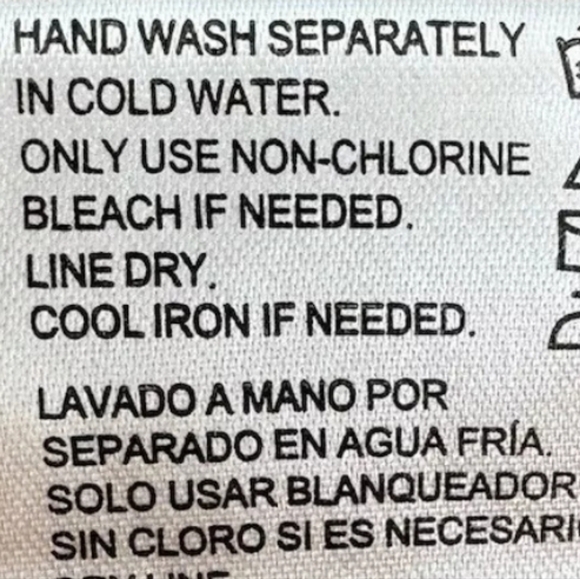 HAND WASH SEPARATELY
IN COLD WATER.
ONLY USE NON-CHLORINE
BLEACH IF NEEDED.
LINE DRY.
COOL IRON IF NEEDED.
LAVADO A MANO POR
SEPARADO EN AGUA FRÍA.
SOLO USAR BLANQUEADOR
SIN CLORO SI ES